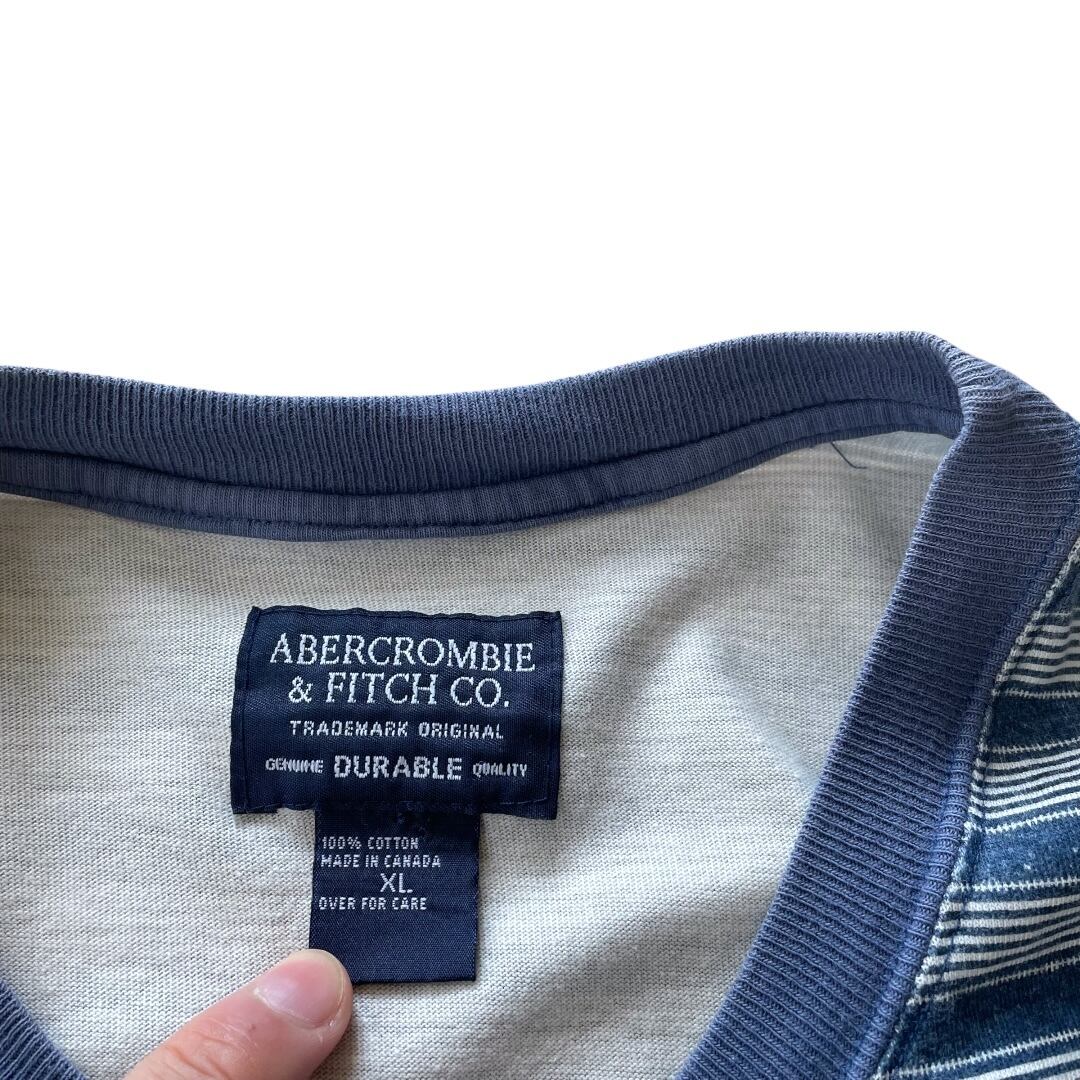 ABERCROMBIE
& FITCH CO.
TRADEMARK ORIGINAL
GENUINE DURABLE QUALITY
100% COTTON
MADE IN CANADA
XL
OVER FOR CARE